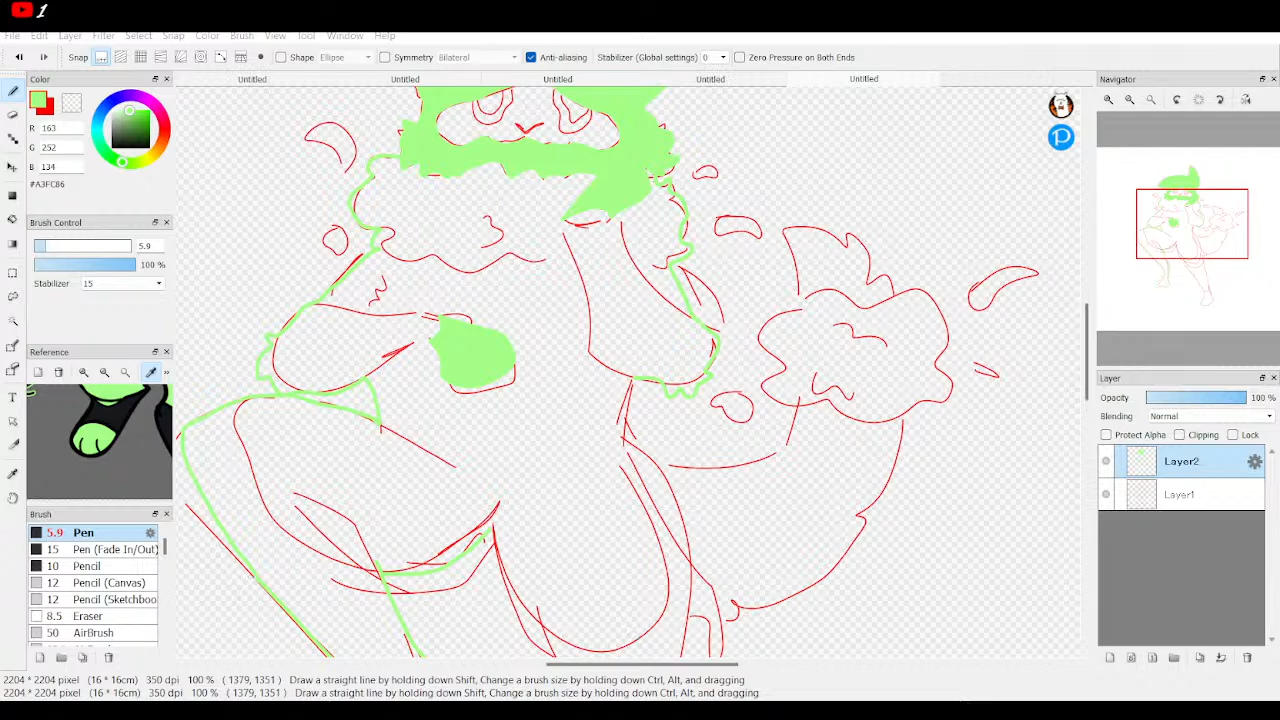 1
File Edit Layer Filter Select Snap Color Brush View Tool Window Help
Snap Shape Ellipse Symmetry Bilateral Anti-aliasing Stabilizer (Global settings) 0 Zero Pressure on Both Ends
Color
Untitled Untitled Untitled Untitled Untitled
Navigator
R 163
G 252
B 134
#A3FC86
Brush Control
5.9
100 %
Stabilizer 15
Reference
Layer
Opacity 100 %
Blending Normal
Protect Alpha Clipping Lock
Layer2
Layer1
Brush
5.9 Pen
15 Pen (Fade In/Out)
10 Pencil
12 Pencil (Canvas)
12 Pencil (Sketchboo
8.5 Eraser
50 AirBrush
2204 * 2204 pixel (16 * 16cm) 350 dpi 100 % ( 1379, 1351 ) Draw a straight line by holding down Shift, Change a brush size by holding down Ctrl, Alt, and dragging
2204 * 2204 pixel (16 * 16cm) 350 dpi 100 % ( 1379, 1351 ) Draw a straight line by holding down Shift, Change a brush size by holding down Ctrl, Alt, and dragging